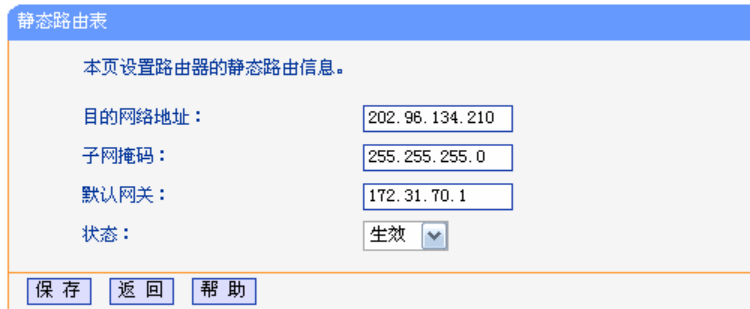 静态路由表
本页设置路由器的静态路由信息。
目的网络地址： 202.96.134.210
子网掩码： 255.255.255.0
默认网关： 172.31.70.1
状态： 生效
保 存 返 回 帮 助